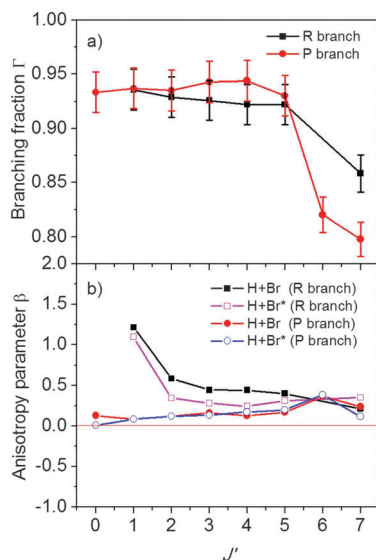 1.00
a)
R branch
P branch
0.95
0.90
0.85
0.80
Branching fraction Γ
2.0
b)
H+Br (R branch)
H+Br* (R branch)
H+Br (P branch)
H+Br* (P branch)
1.5
1.0
0.5
0.0
-0.5
-1.0
Anisotropy parameter β
0 1 2 3 4 5 6 7
J'